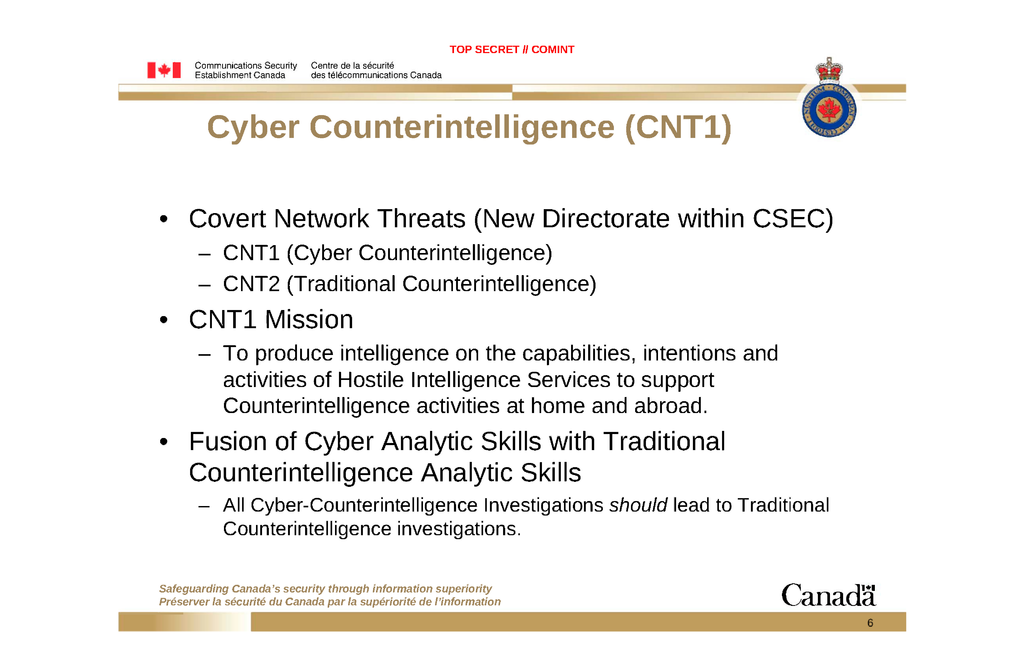 TOP SECRET // COMINT
Communications Security Centre de la sécurité
Establishment Canada des télécommunications Canada
Cyber Counterintelligence (CNT1)
• Covert Network Threats (New Directorate within CSEC)
– CNT1 (Cyber Counterintelligence)
– CNT2 (Traditional Counterintelligence)
• CNT1 Mission
– To produce intelligence on the capabilities, intentions and
activities of Hostile Intelligence Services to support
Counterintelligence activities at home and abroad.
• Fusion of Cyber Analytic Skills with Traditional
Counterintelligence Analytic Skills
– All Cyber-Counterintelligence Investigations should lead to Traditional
Counterintelligence investigations.
Safeguarding Canada's security through information superiority
Préserver la sécurité du Canada par la supériorité de l'information
Canada
6